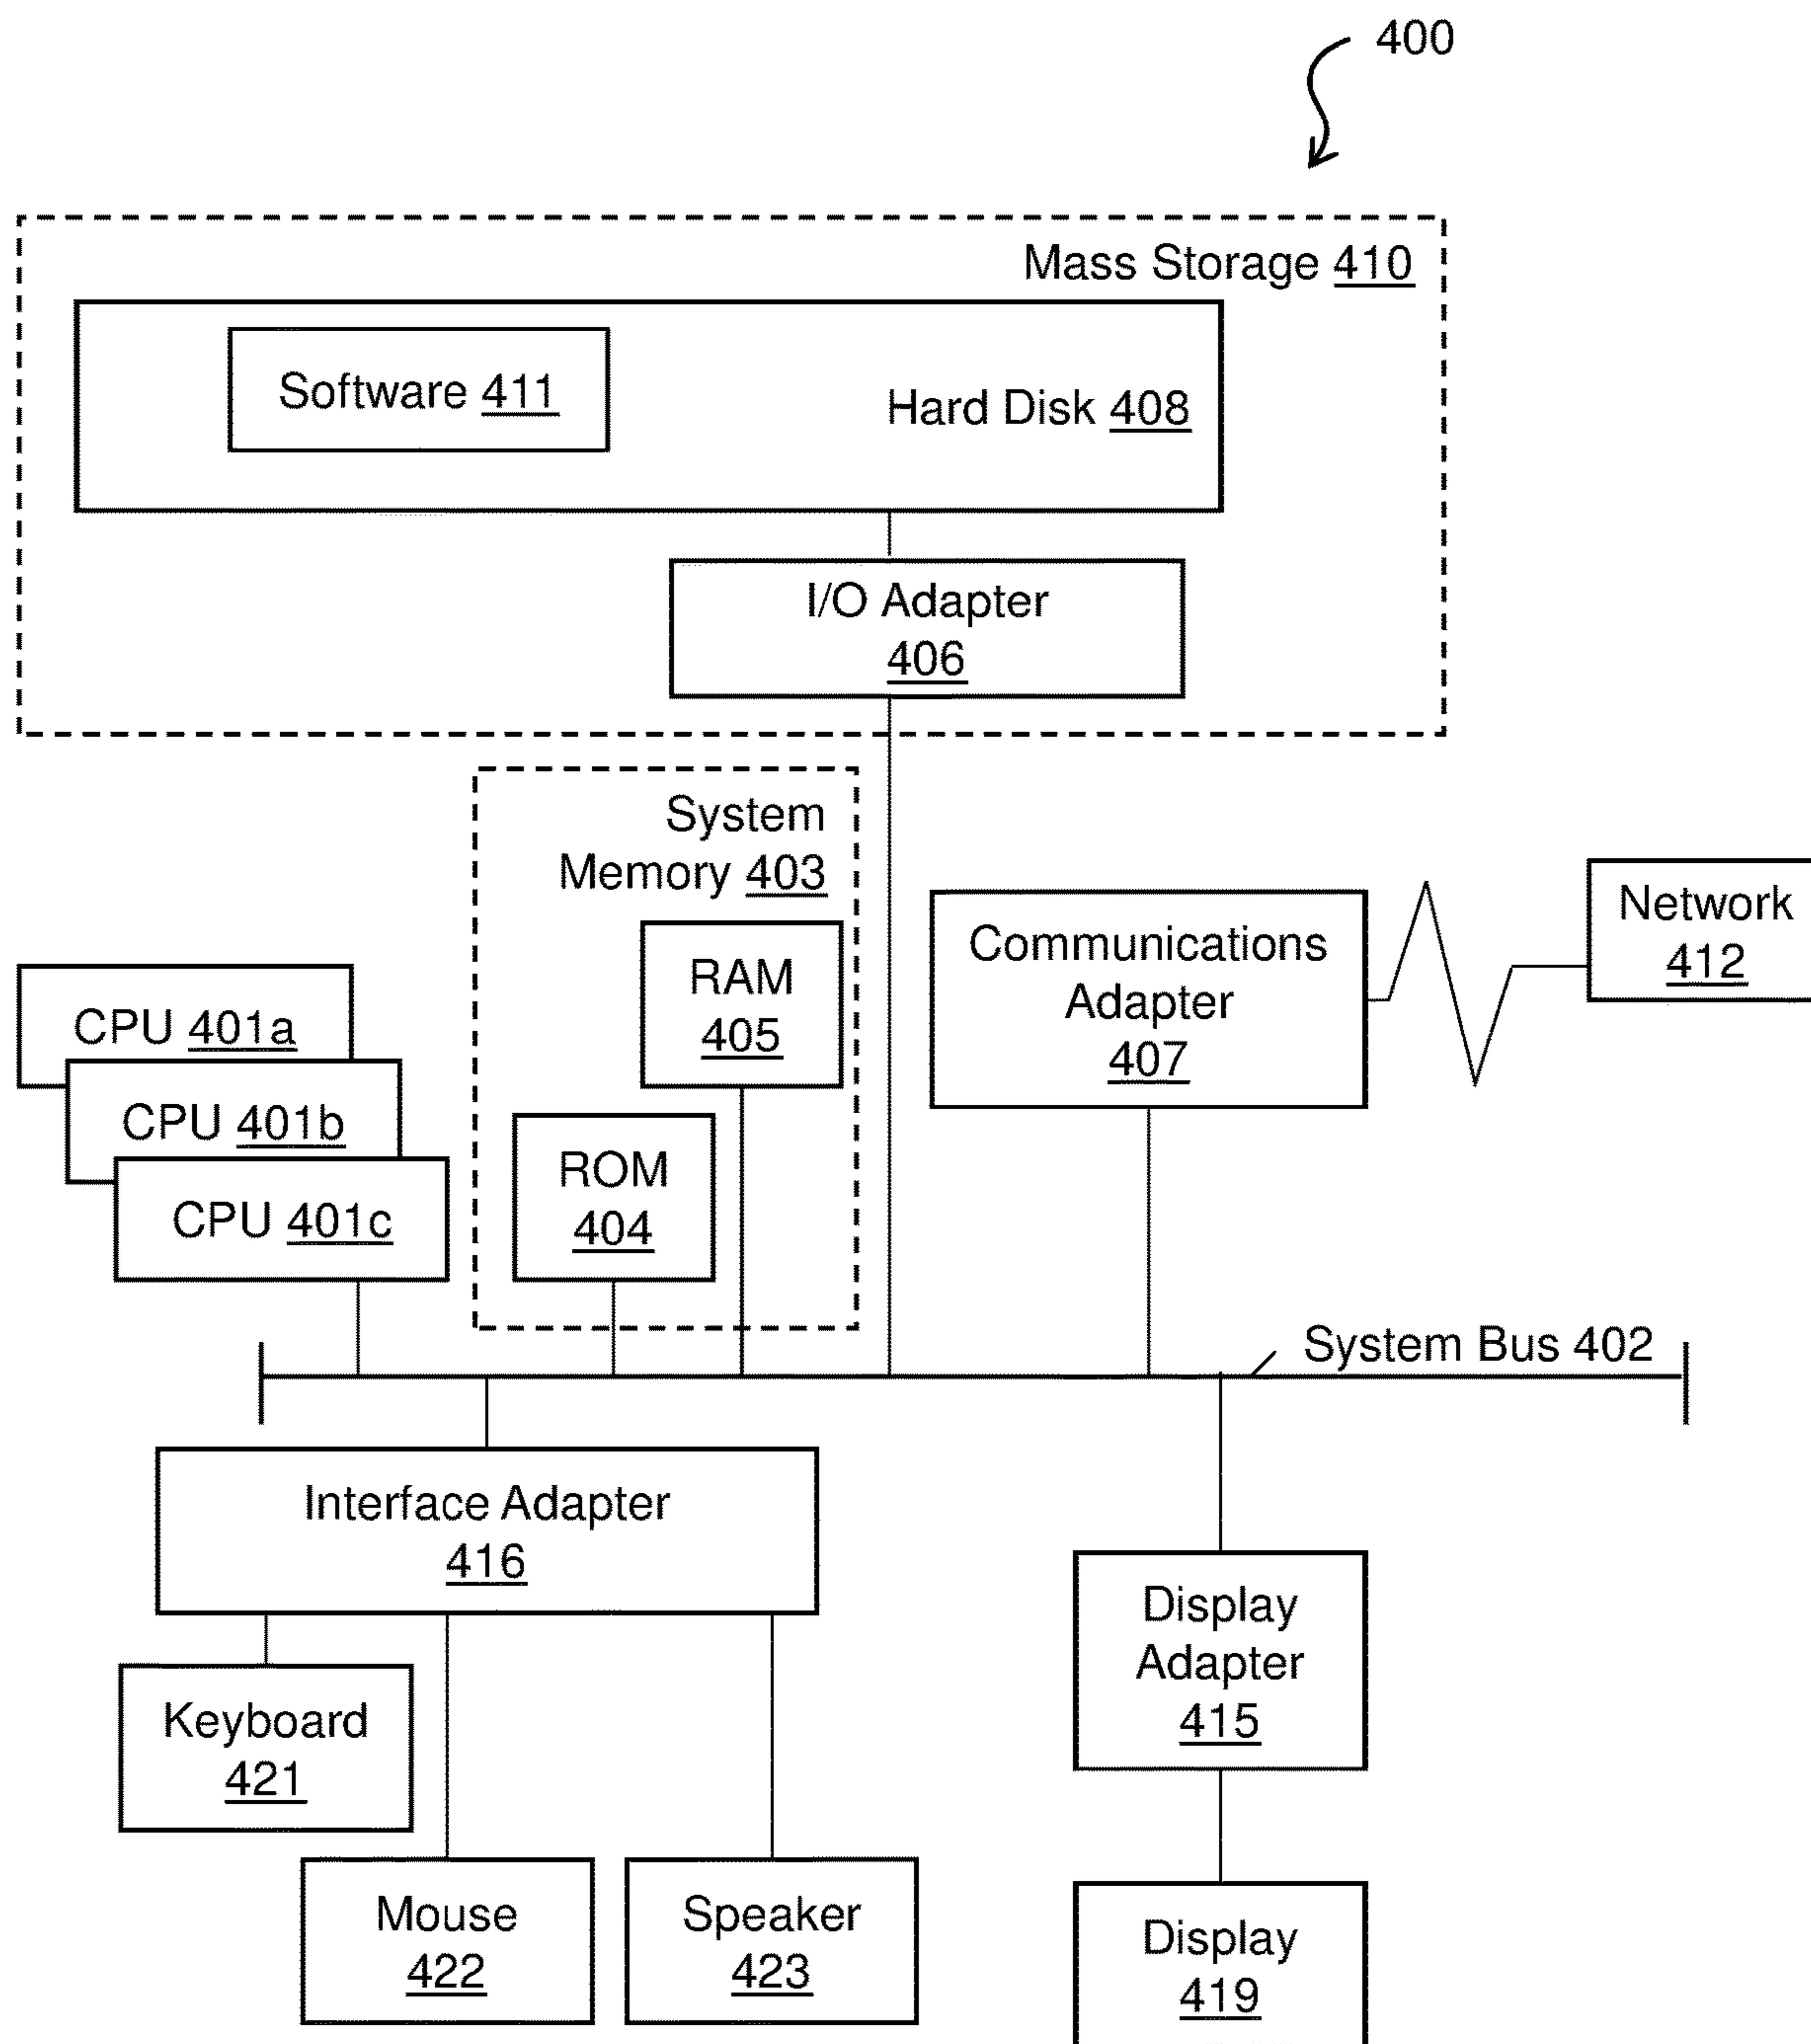 400
Mass Storage 410
Software 411
Hard Disk 408
I/O Adapter
406
System
Memory 403
RAM
405
ROM
404
Communications
Adapter
407
Network
412
CPU 401a
CPU 401b
CPU 401c
System Bus 402
Interface Adapter
416
Keyboard
421
Mouse
422
Speaker
423
Display
Adapter
415
Display
419